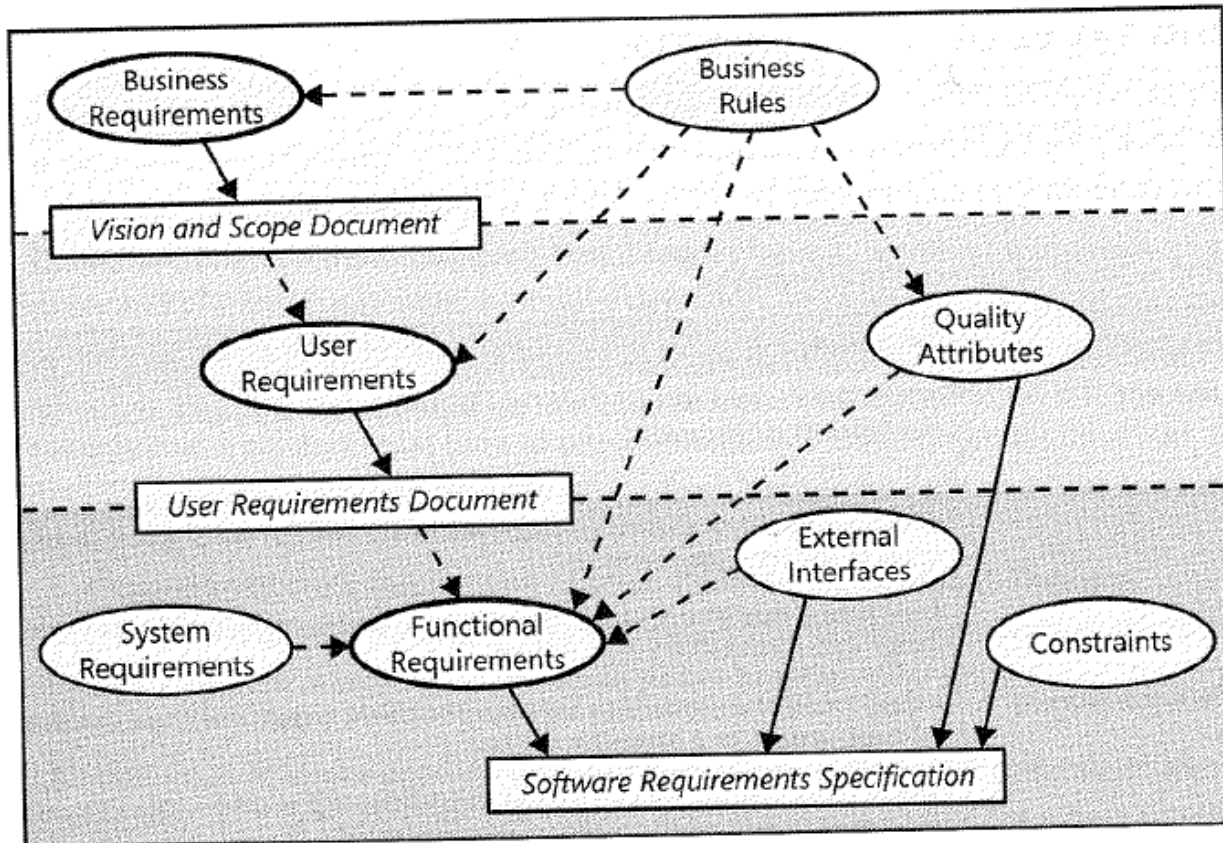 Business
Requirements
Business
Rules
Vision and Scope Document
User
Requirements
Quality
Attributes
User Requirements Document
External
Interfaces
System
Requirements
Functional
Requirements
Constraints
Software Requirements Specification